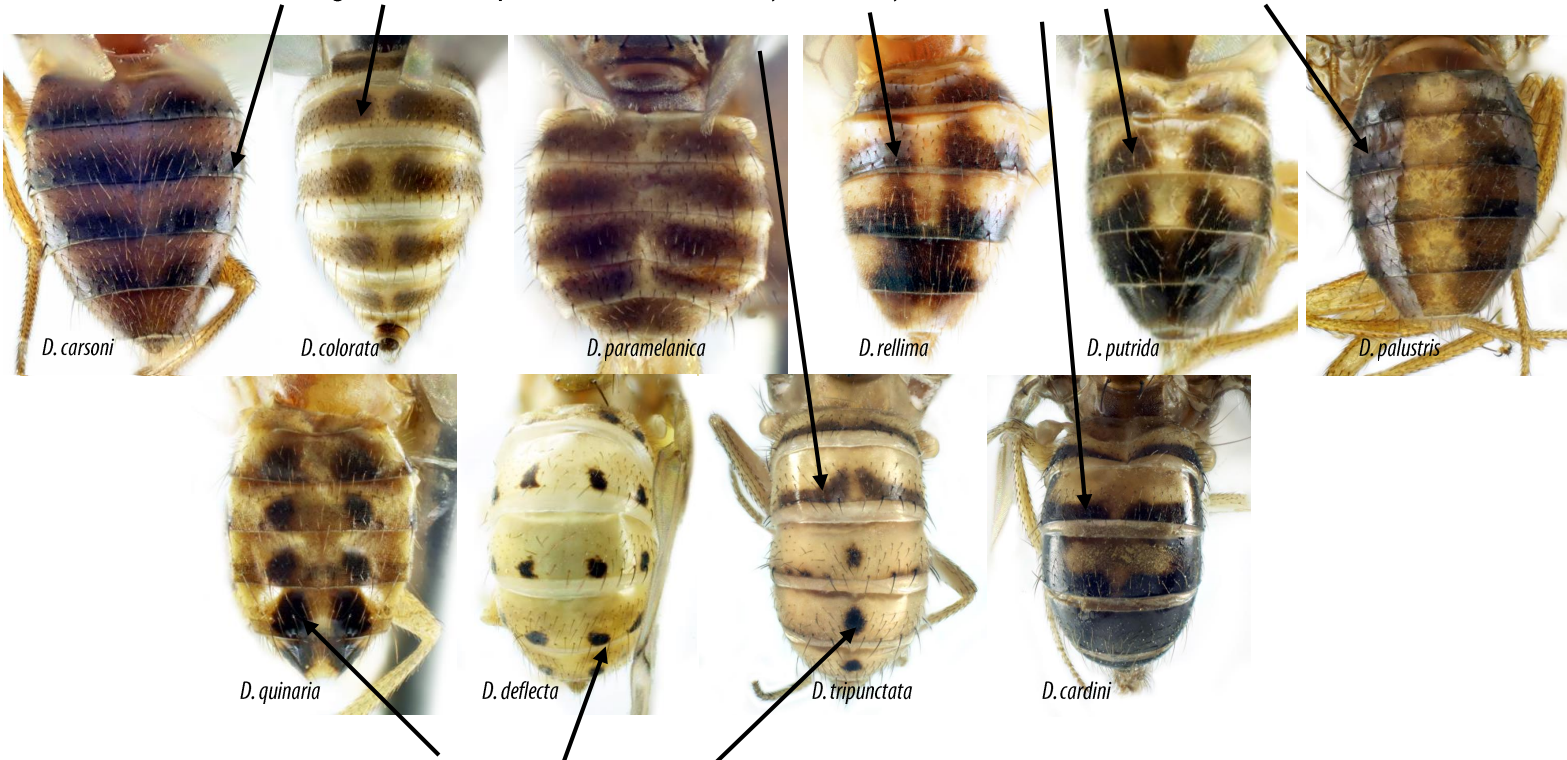 D. carsoni
D. colorata
D. paramelanica
D. rellima
D. putrida
D. palustris
D. quinaria
D. deflecta
D. tripunctata
D. cardini